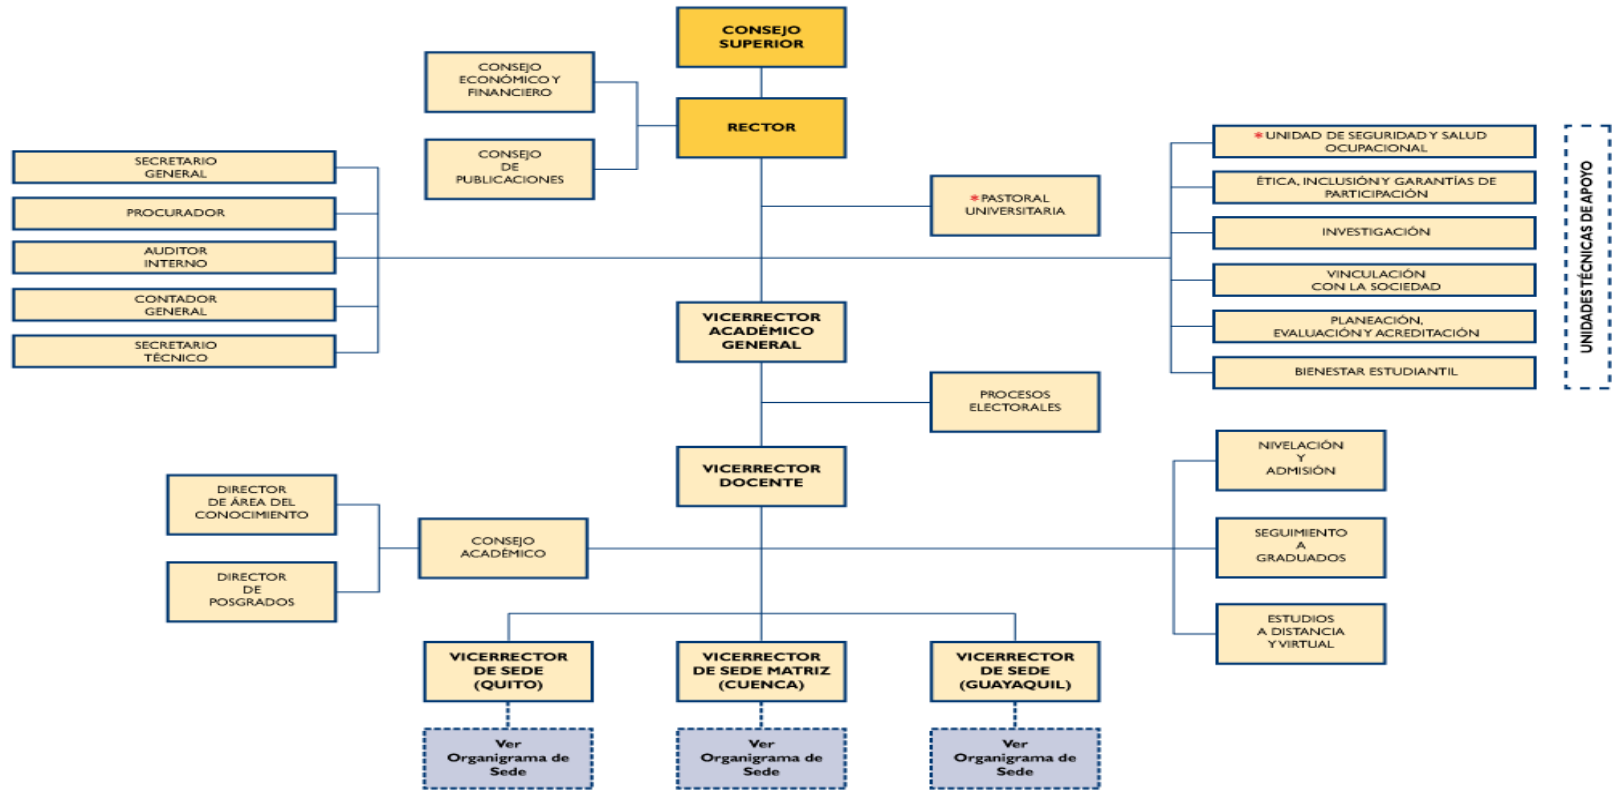 CONSEJO
SUPERIOR
CONSEJO
ECONÓMICO Y
FINANCIERO
RECTOR
CONSEJO
DE
PUBLICACIONES
SECRETARIO
GENERAL
PROCURADOR
AUDITOR
INTERNO
CONTADOR
GENERAL
SECRETARIO
TÉCNICO
*PASTORAL
UNIVERSITARIA
*UNIDAD DE SEGURIDAD Y SALUD
OCUPACIONAL
ÉTICA, INCLUSIÓN Y GARANTÍAS DE
PARTICIPACIÓN
INVESTIGACIÓN
VINCULACIÓN
CON LA SOCIEDAD
PLANEACIÓN,
EVALUACIÓN Y ACREDITACIÓN
BIENESTAR ESTUDIANTIL
UNIDADES TÉCNICAS DE APOYO
VICERRECTOR
ACADÉMICO
GENERAL
PROCESOS
ELECTORALES
VICERRECTOR
DOCENTE
DIRECTOR
DE ÁREA DEL
CONOCIMIENTO
DIRECTOR
DE
POSGRADOS
CONSEJO
ACADÉMICO
NIVELACIÓN
Y
ADMISIÓN
SEGUIMIENTO
A
GRADUADOS
ESTUDIOS
A DISTANCIA
Y VIRTUAL
VICERRECTOR
DE SEDE
(QUITO)
VICERRECTOR
DE SEDE MATRIZ
(CUENCA)
VICERRECTOR
DE SEDE
(GUAYAQUIL)
Ver
Organigrama de
Sede
Ver
Organigrama de
Sede
Ver
Organigrama de
Sede